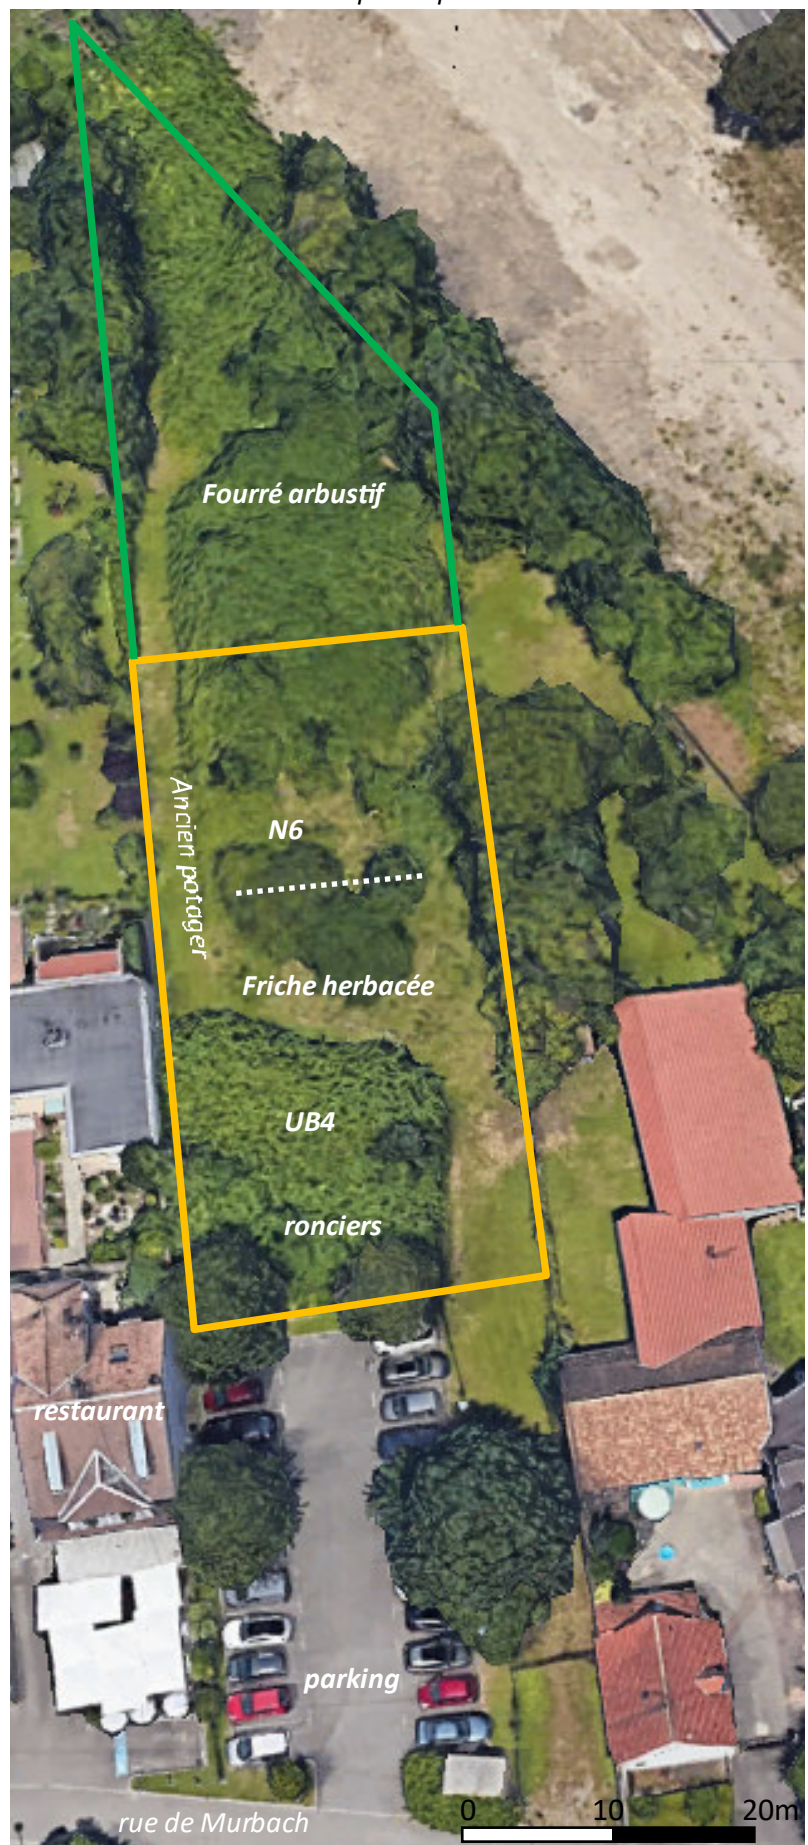 Fourré arbustif
Ancien potager
N6
Friche herbacée
UB4
ronciers
restaurant
parking
rue de Murbach
0 10 20m